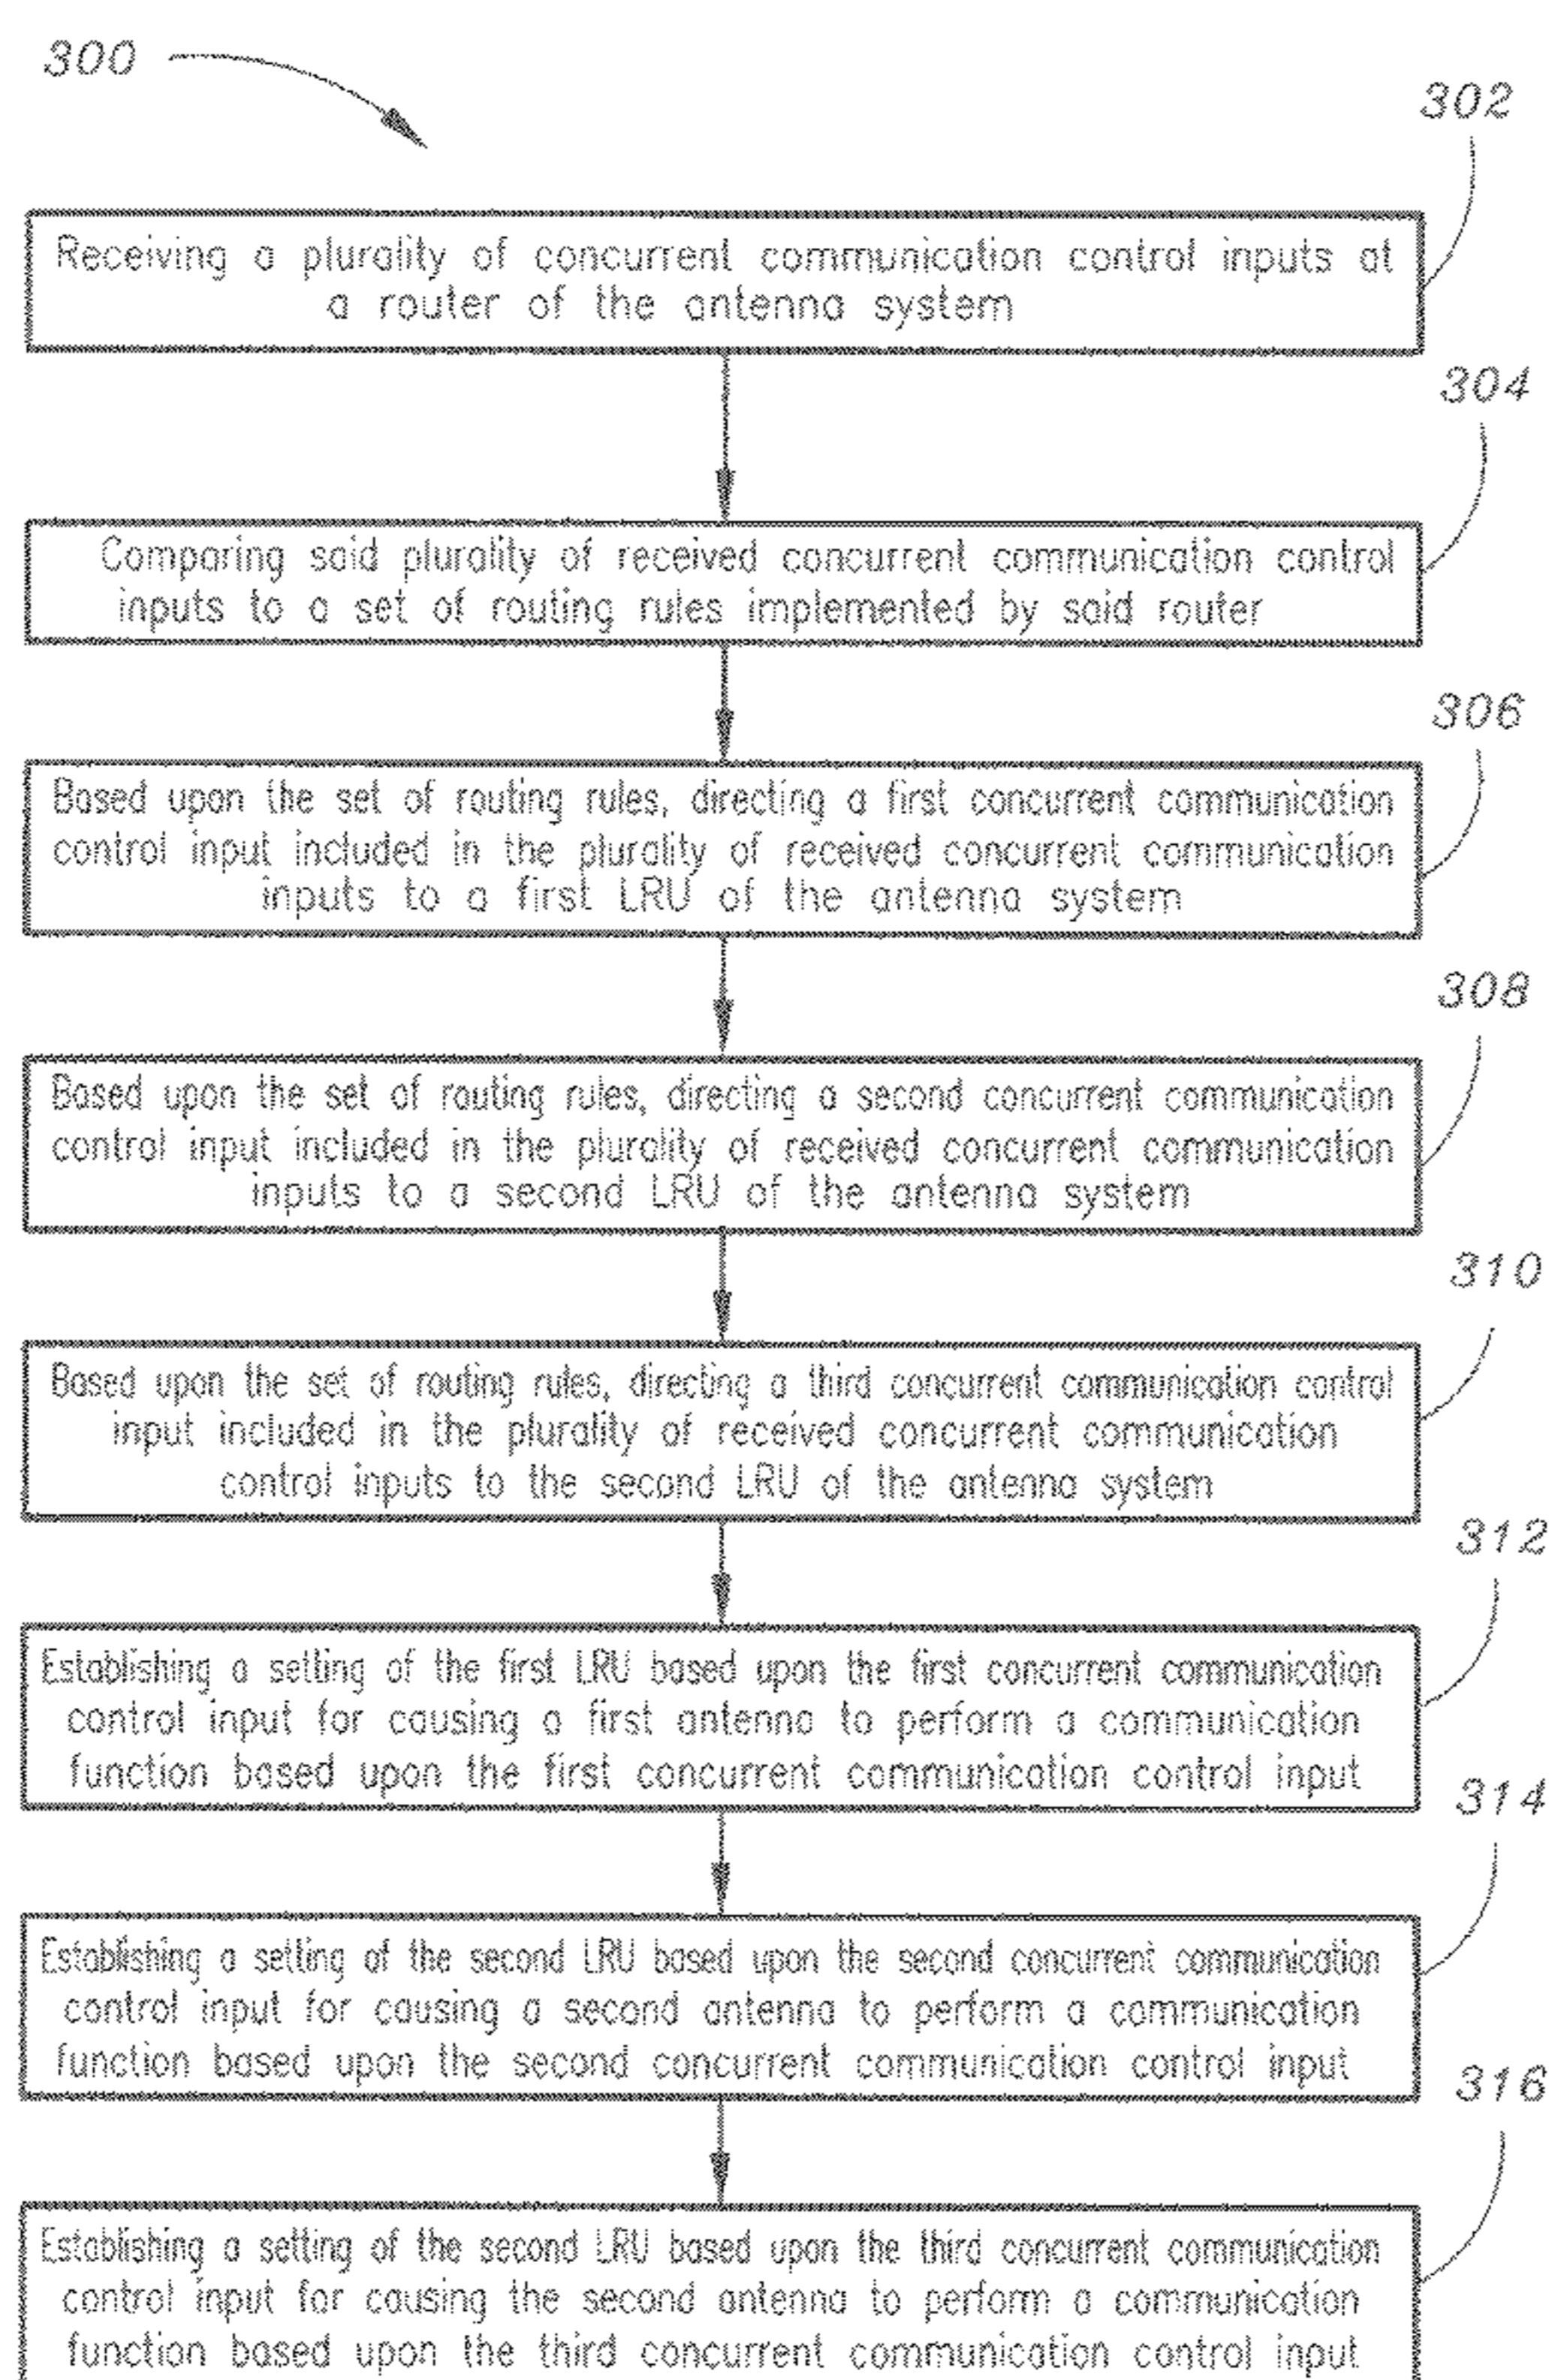 300
302
Receiving a plurality of concurrent communication control inputs at
a router of the antenna system
304
Comparing said plurality of received concurrent communication control
inputs to a set of routing rules implemented by said router
306
Based upon the set of routing rules, directing a first concurrent communication
control input included in the plurality of received concurrent communication
inputs to a first LRU of the antenna system
308
Based upon the set of routing rules, directing a second concurrent communication
control input included in the plurality of received concurrent communication
inputs to a second LRU of the antenna system
310
Based upon the set of routing rules, directing a third concurrent communication control
input included in the plurality of received concurrent communication
control inputs to the second LRU of the antenna system
312
Establishing a setting of the first LRU based upon the first concurrent communication
control input for causing a first antenna to perform a communication
function based upon the first concurrent communication control input
314
Establishing a setting of the second LRU based upon the second concurrent communication
control input for causing a second antenna to perform a communication
function based upon the second concurrent communication control input
316
Establishing a setting of the second LRU based upon the third concurrent communication
control input for causing the second antenna to perform a communication
function based upon the third concurrent communication control input